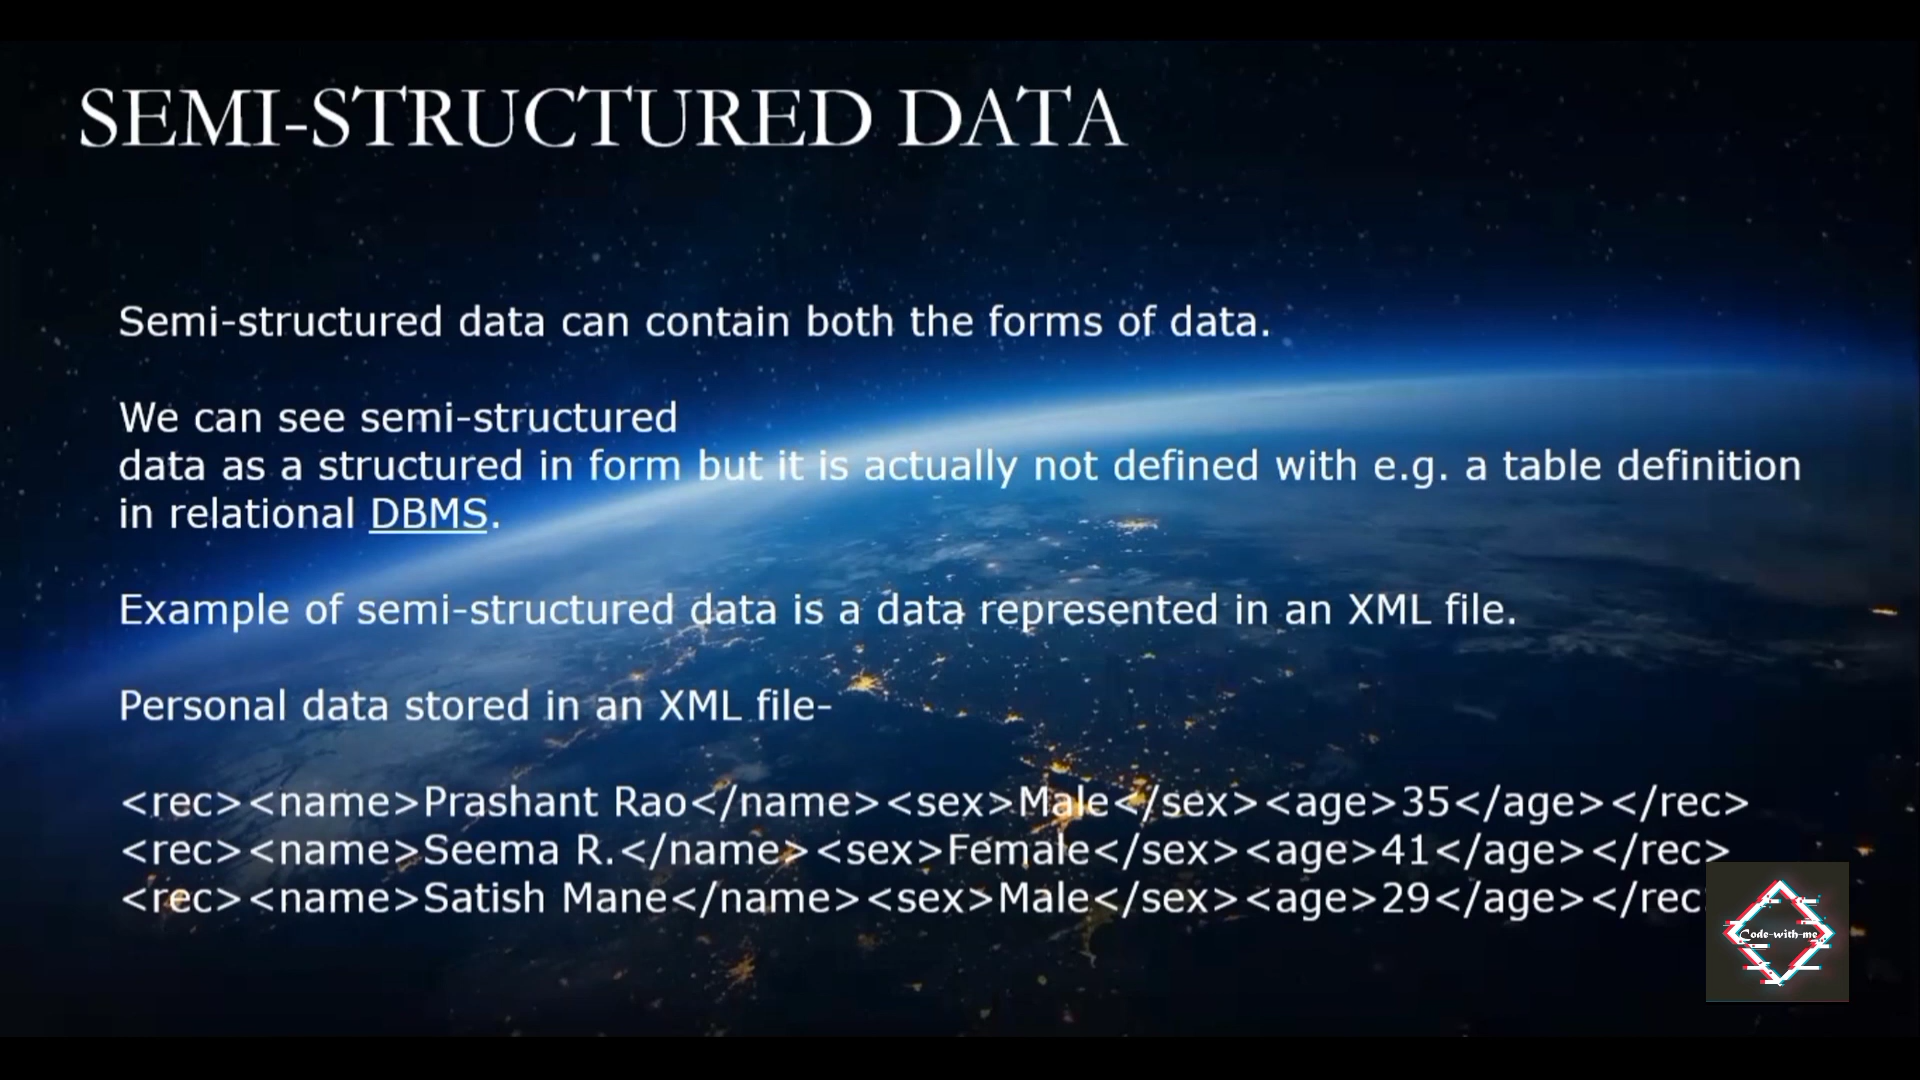 SEMI-STRUCTURED DATA
Semi-structured data can contain both the forms of data.
We can see semi-structured
data as a structured in form but it is actually not defined with e.g. a table definition
in relational DBMS.
Example of semi-structured data is a data represented in an XML file.
Personal data stored in an XML file-
<rec><name>Prashant Rao</name><sex>Male</sex><age>35</age></rec>
<rec><name>Seema R.</name><sex>Female</sex><age>41</age></rec>
<rec><name>Satish Mane</name><sex>Male</sex><age>29</age></rec
Code-with-me